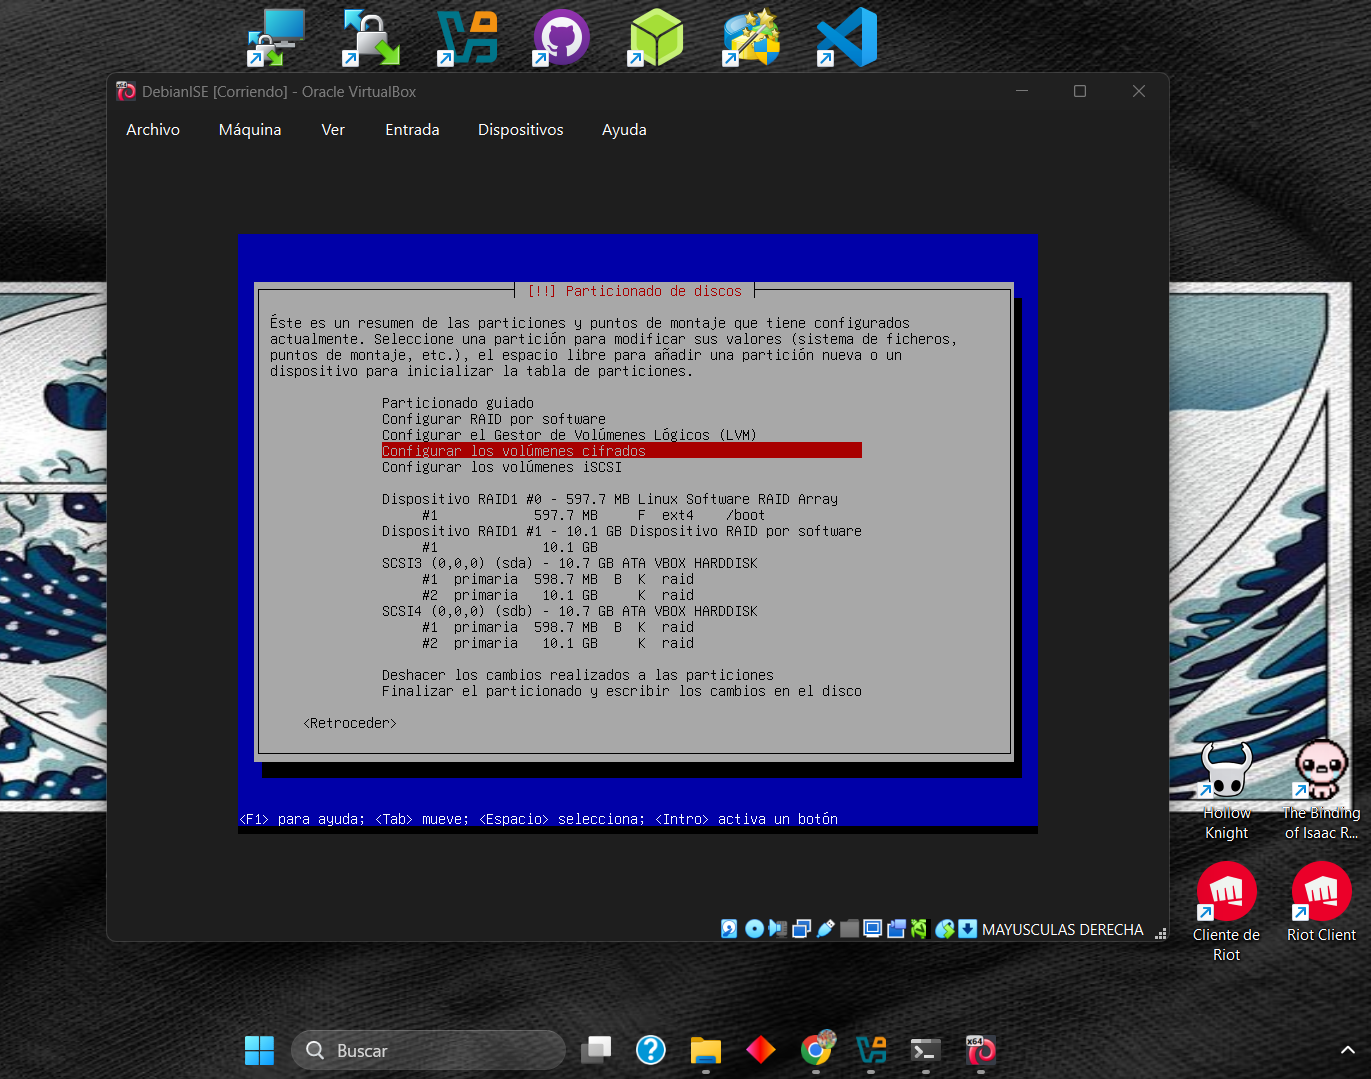 DebianISE [Corriendo] - Oracle VirtualBox
Archivo Máquina Ver Entrada Dispositivos Ayuda
[!!] Particionado de discos
Éste es un resumen de las particiones y puntos de montaje que tiene configurados
actualmente. Seleccione una partición para modificar sus valores (sistema de ficheros,
puntos de montaje, etc.), el espacio libre para añadir una partición nueva o un
dispositivo para inicializar la tabla de particiones.
Particionado guiado
Configurar RAID por software
Configurar el Gestor de Volúmenes Lógicos (LVM)
Configurar los volúmenes cifrados
Configurar los volúmenes iSCSI
Dispositivo RAID1 #0 - 597.7 MB Linux Software RAID Array
#1 597.7 MB F ext4 /boot
Dispositivo RAID1 #1 - 10.1 GB Dispositivo RAID por software
#1 10.1 GB
SCSI3 (0,0,0) (sda) - 10.7 GB ATA VBOX HARDDISK
#1 primaria 598.7 MB B K raid
#2 primaria 10.1 GB K raid
SCSI4 (0,0,0) (sdb) - 10.7 GB ATA VBOX HARDDISK
#1 primaria 598.7 MB B K raid
#2 primaria 10.1 GB K raid
Deshacer los cambios realizados a las particiones
Finalizar el particionado y escribir los cambios en el disco
<Retroceder>
<F1> para ayuda; <Tab> mueve; <Espacio> selecciona; <Intro> activa un botón
MAYUSCULAS DERECHA
Hollow
Knight
The Binding
of Isaac R...
Cliente de
Riot
Riot Client
Buscar
x64